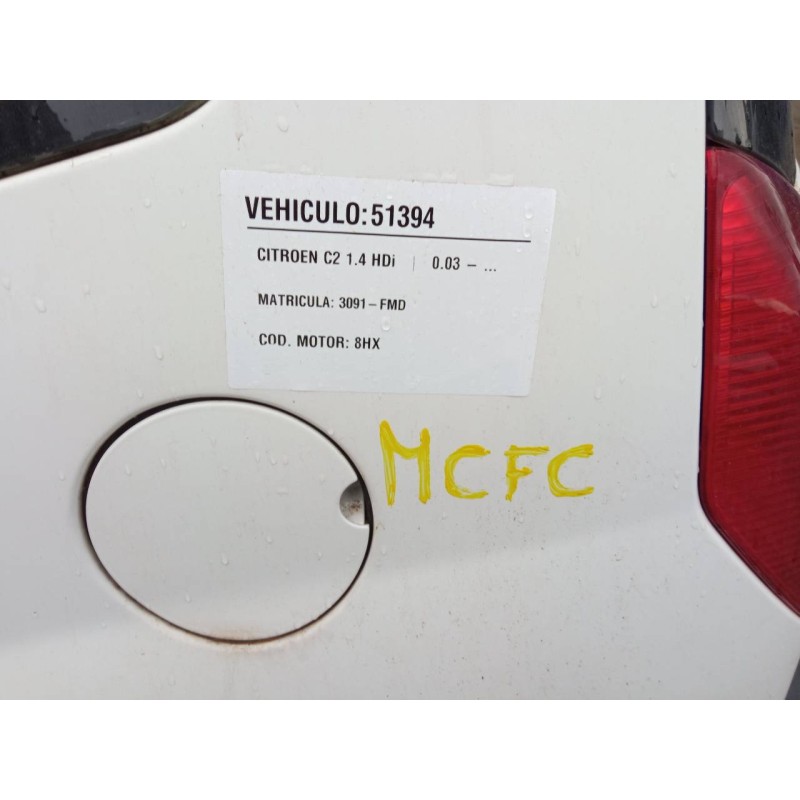 VEHICULO: 51394
CITROEN C2 1.4 HDi | 0.03 - ...
MATRICULA: 3091-FMD
COD. MOTOR: 8HX
MCFC